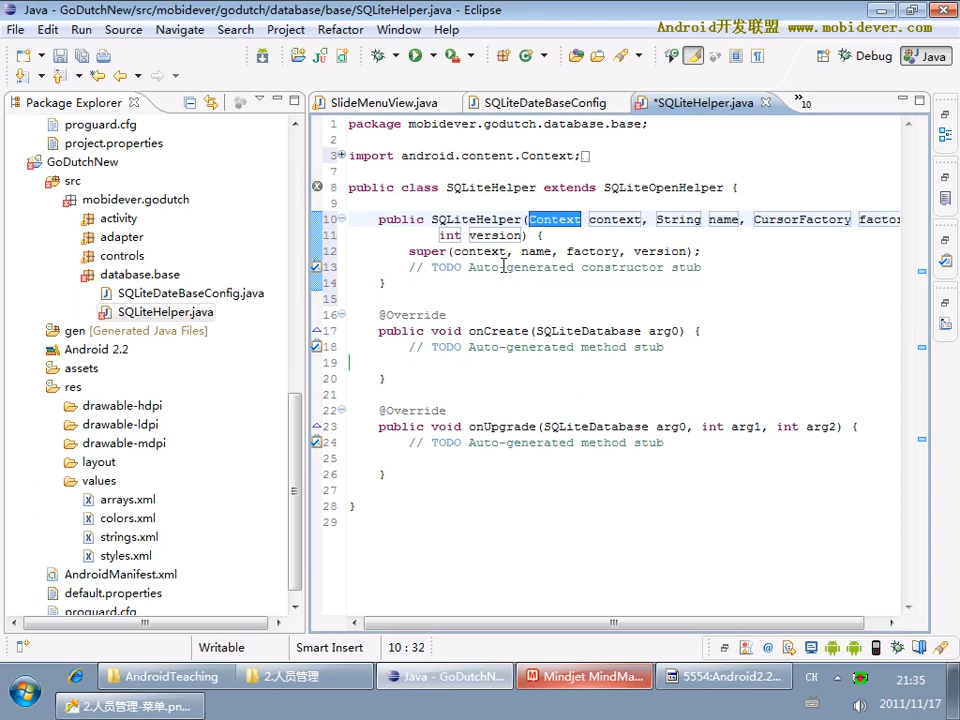 Java - GoDutchNew/src/mobidever/godutch/database/base/SQLiteHelper.java - Eclipse
File Edit Source Refactor Navigate Search Project Refactor Window Help
Android开发联盟 www.mobidever.com
Debug
Java
Package Explorer
SlideMenuView.java
SQLiteDateBaseConfig
*SQLiteHelper.java
»10
proguard.cfg
project.properties
GoDutchNew
src
mobidever.godutch
activity
adapter
controls
database.base
SQLiteDateBaseConfig.java
SQLiteHelper.java
gen [Generated Java Files]
Android 2.2
assets
res
drawable-hdpi
drawable-ldpi
drawable-mdpi
layout
values
arrays.xml
colors.xml
strings.xml
styles.xml
AndroidManifest.xml
default.properties
proguard.cfg
1 package mobidever.godutch.database.base;
2
3 import android.content.Context;
7
8 public class SQLiteHelper extends SQLiteOpenHelper {
9
10 public SQLiteHelper(Context context, String name, CursorFactory factor
11 int version) {
12 super(context, name, factory, version);
13 // TODO Auto-generated constructor stub
14 }
15
16 @Override
17 public void onCreate(SQLiteDatabase arg0) {
18 // TODO Auto-generated method stub
19
20 }
21
22 @Override
23 public void onUpgrade(SQLiteDatabase arg0, int arg1, int arg2) {
24 // TODO Auto-generated method stub
25
26 }
27
28 }
29
Writable
Smart Insert
10 : 32
AndroidTeaching
2.人员管理
Java - GoDutchN...
Mindjet MindMa...
5554:Android2.2...
CH
21:35
2.人员管理-菜单.pn...
2011/11/17